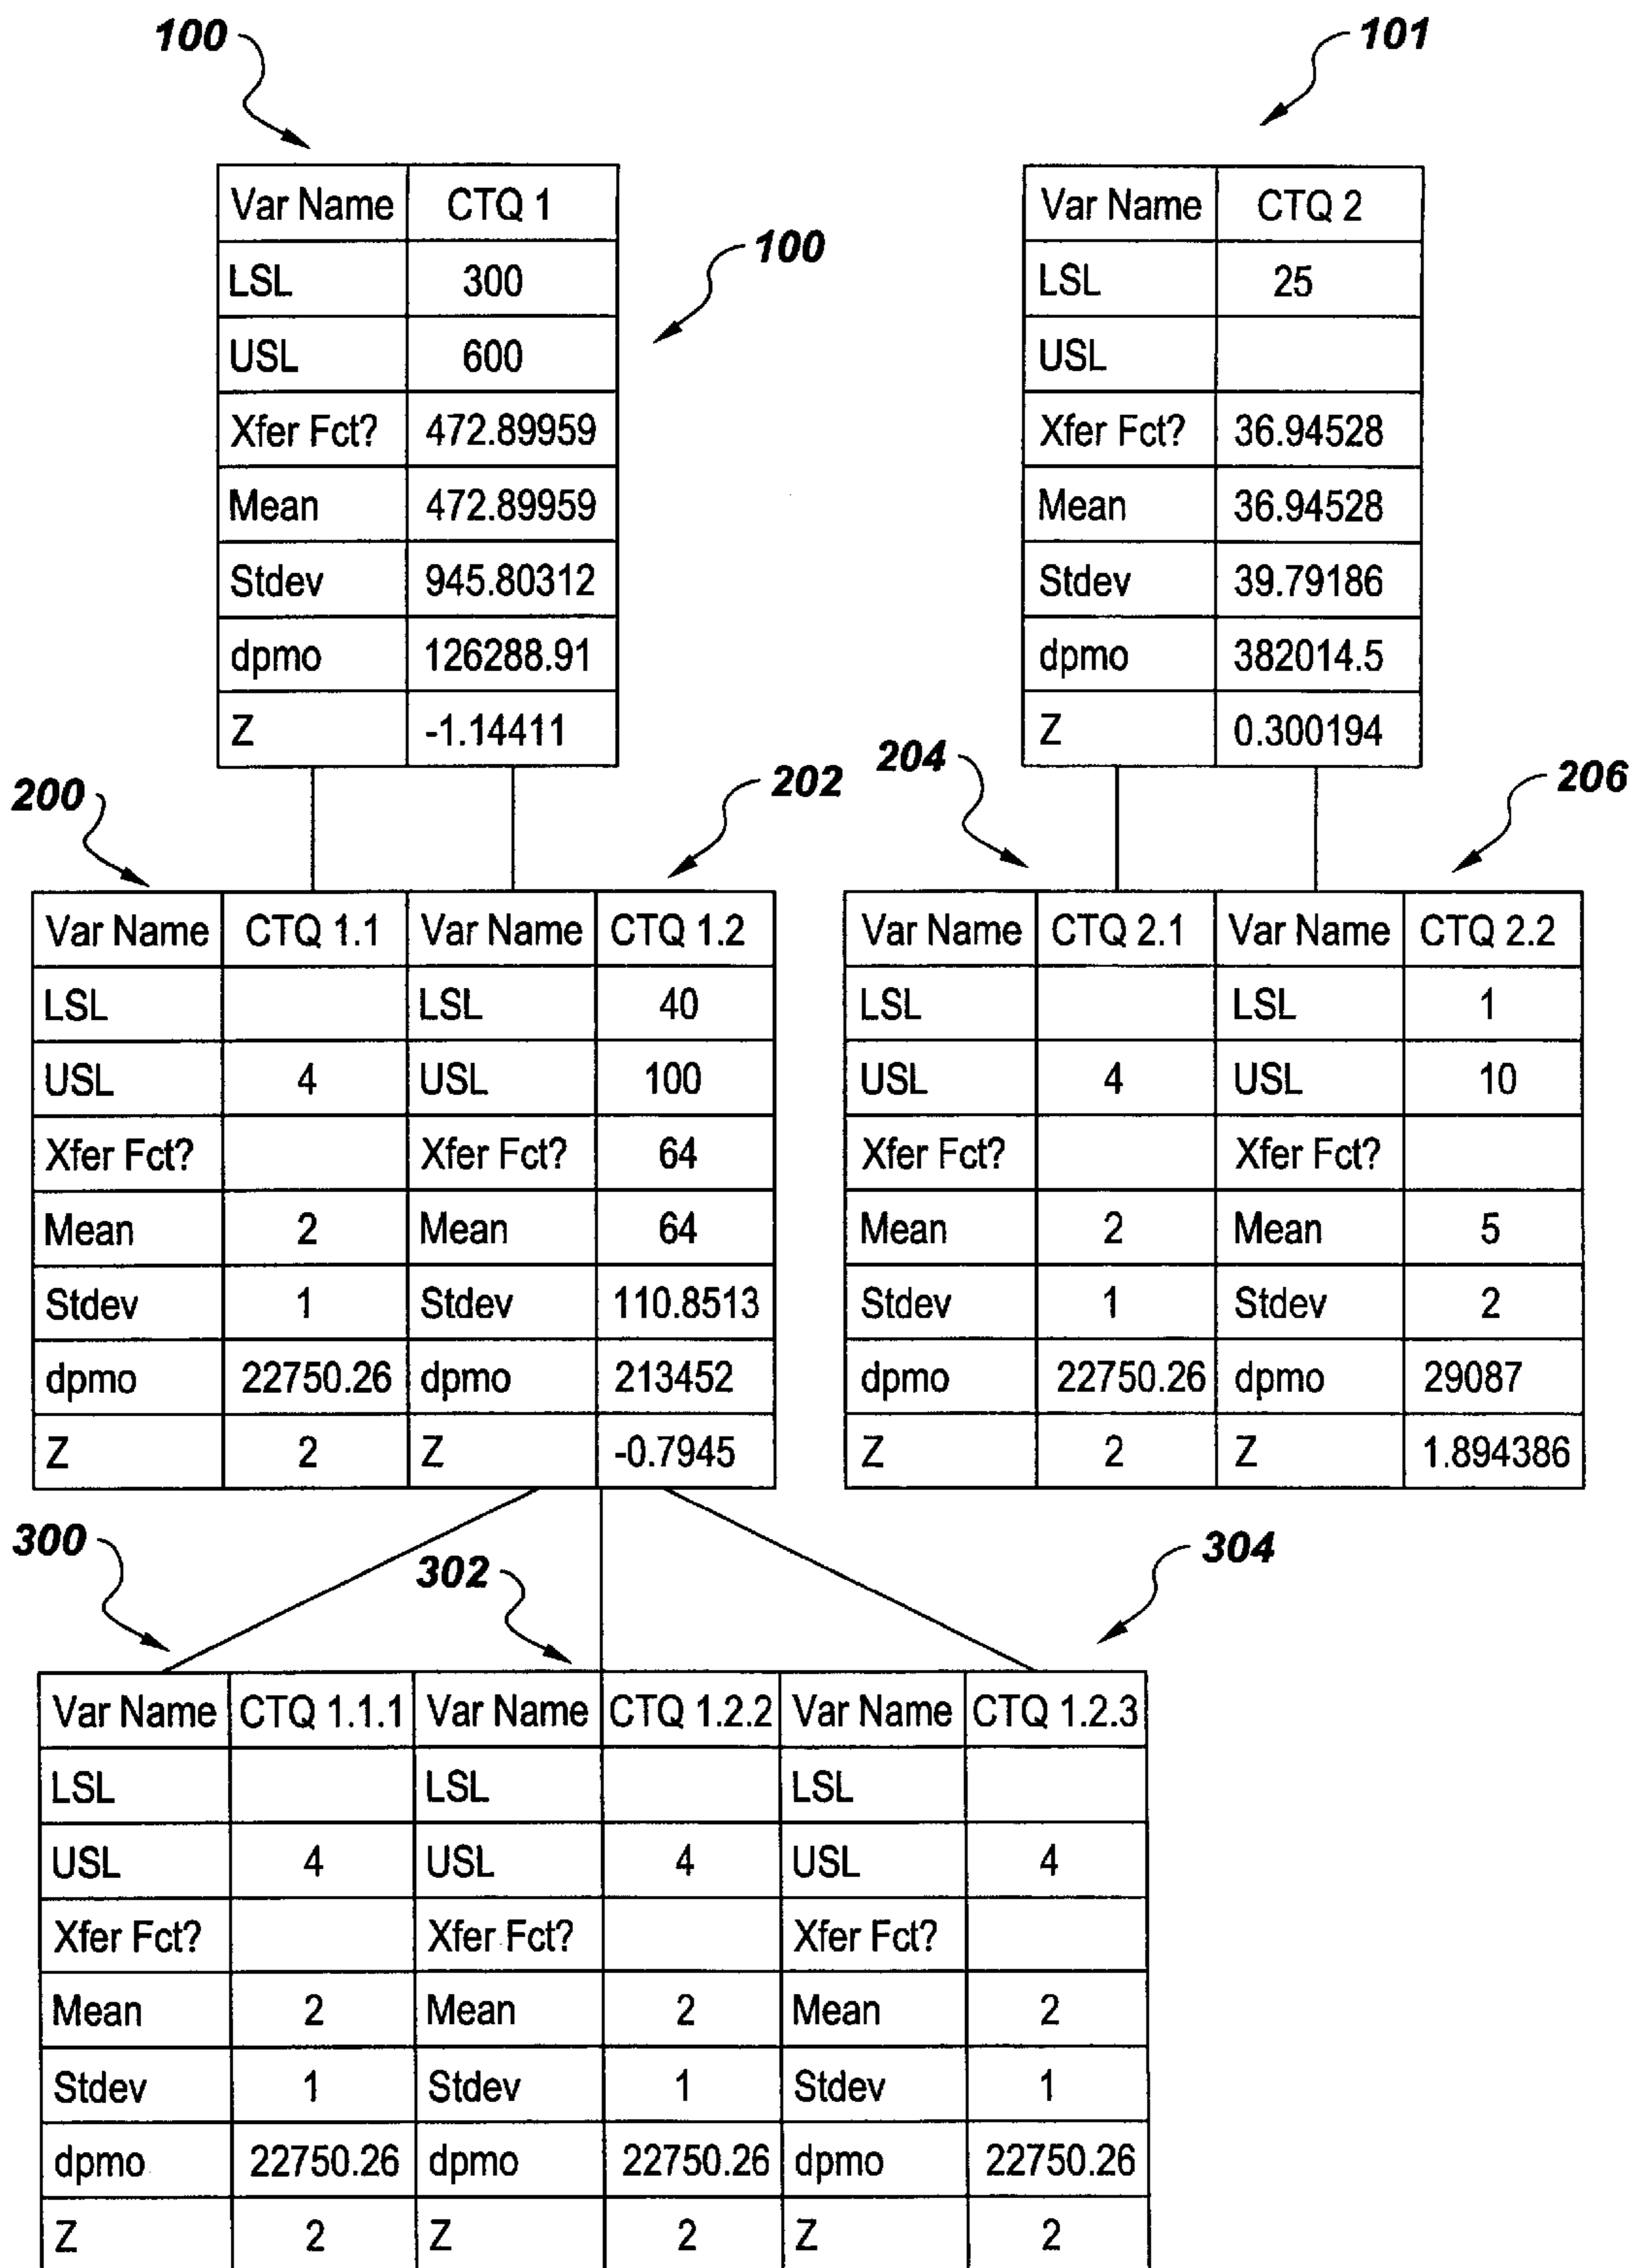 100
101
Var Name CTQ 1
LSL 300
USL 600
Xfer Fct? 472.89959
Mean 472.89959
Stdev 945.80312
dpmo 126288.91
Z -1.14411
100
Var Name CTQ 2
LSL 25
USL
Xfer Fct? 36.94528
Mean 36.94528
Stdev 39.79186
dpmo 382014.5
Z 0.300194
200
202
204
206
Var Name CTQ 1.1 Var Name CTQ 1.2
LSL LSL 40
USL 4 USL 100
Xfer Fct? Xfer Fct? 64
Mean 2 Mean 64
Stdev 1 Stdev 110.8513
dpmo 22750.26 dpmo 213452
Z 2 Z -0.7945
Var Name CTQ 2.1 Var Name CTQ 2.2
LSL LSL 1
USL 4 USL 10
Xfer Fct? Xfer Fct?
Mean 2 Mean 5
Stdev 1 Stdev 2
dpmo 22750.26 dpmo 29087
Z 2 Z 1.894386
300
302
304
Var Name CTQ 1.1.1 Var Name CTQ 1.2.2 Var Name CTQ 1.2.3
LSL LSL LSL
USL 4 USL 4 USL 4
Xfer Fct? Xfer Fct? Xfer Fct?
Mean 2 Mean 2 Mean 2
Stdev 1 Stdev 1 Stdev 1
dpmo 22750.26 dpmo 22750.26 dpmo 22750.26
Z 2 Z 2 Z 2